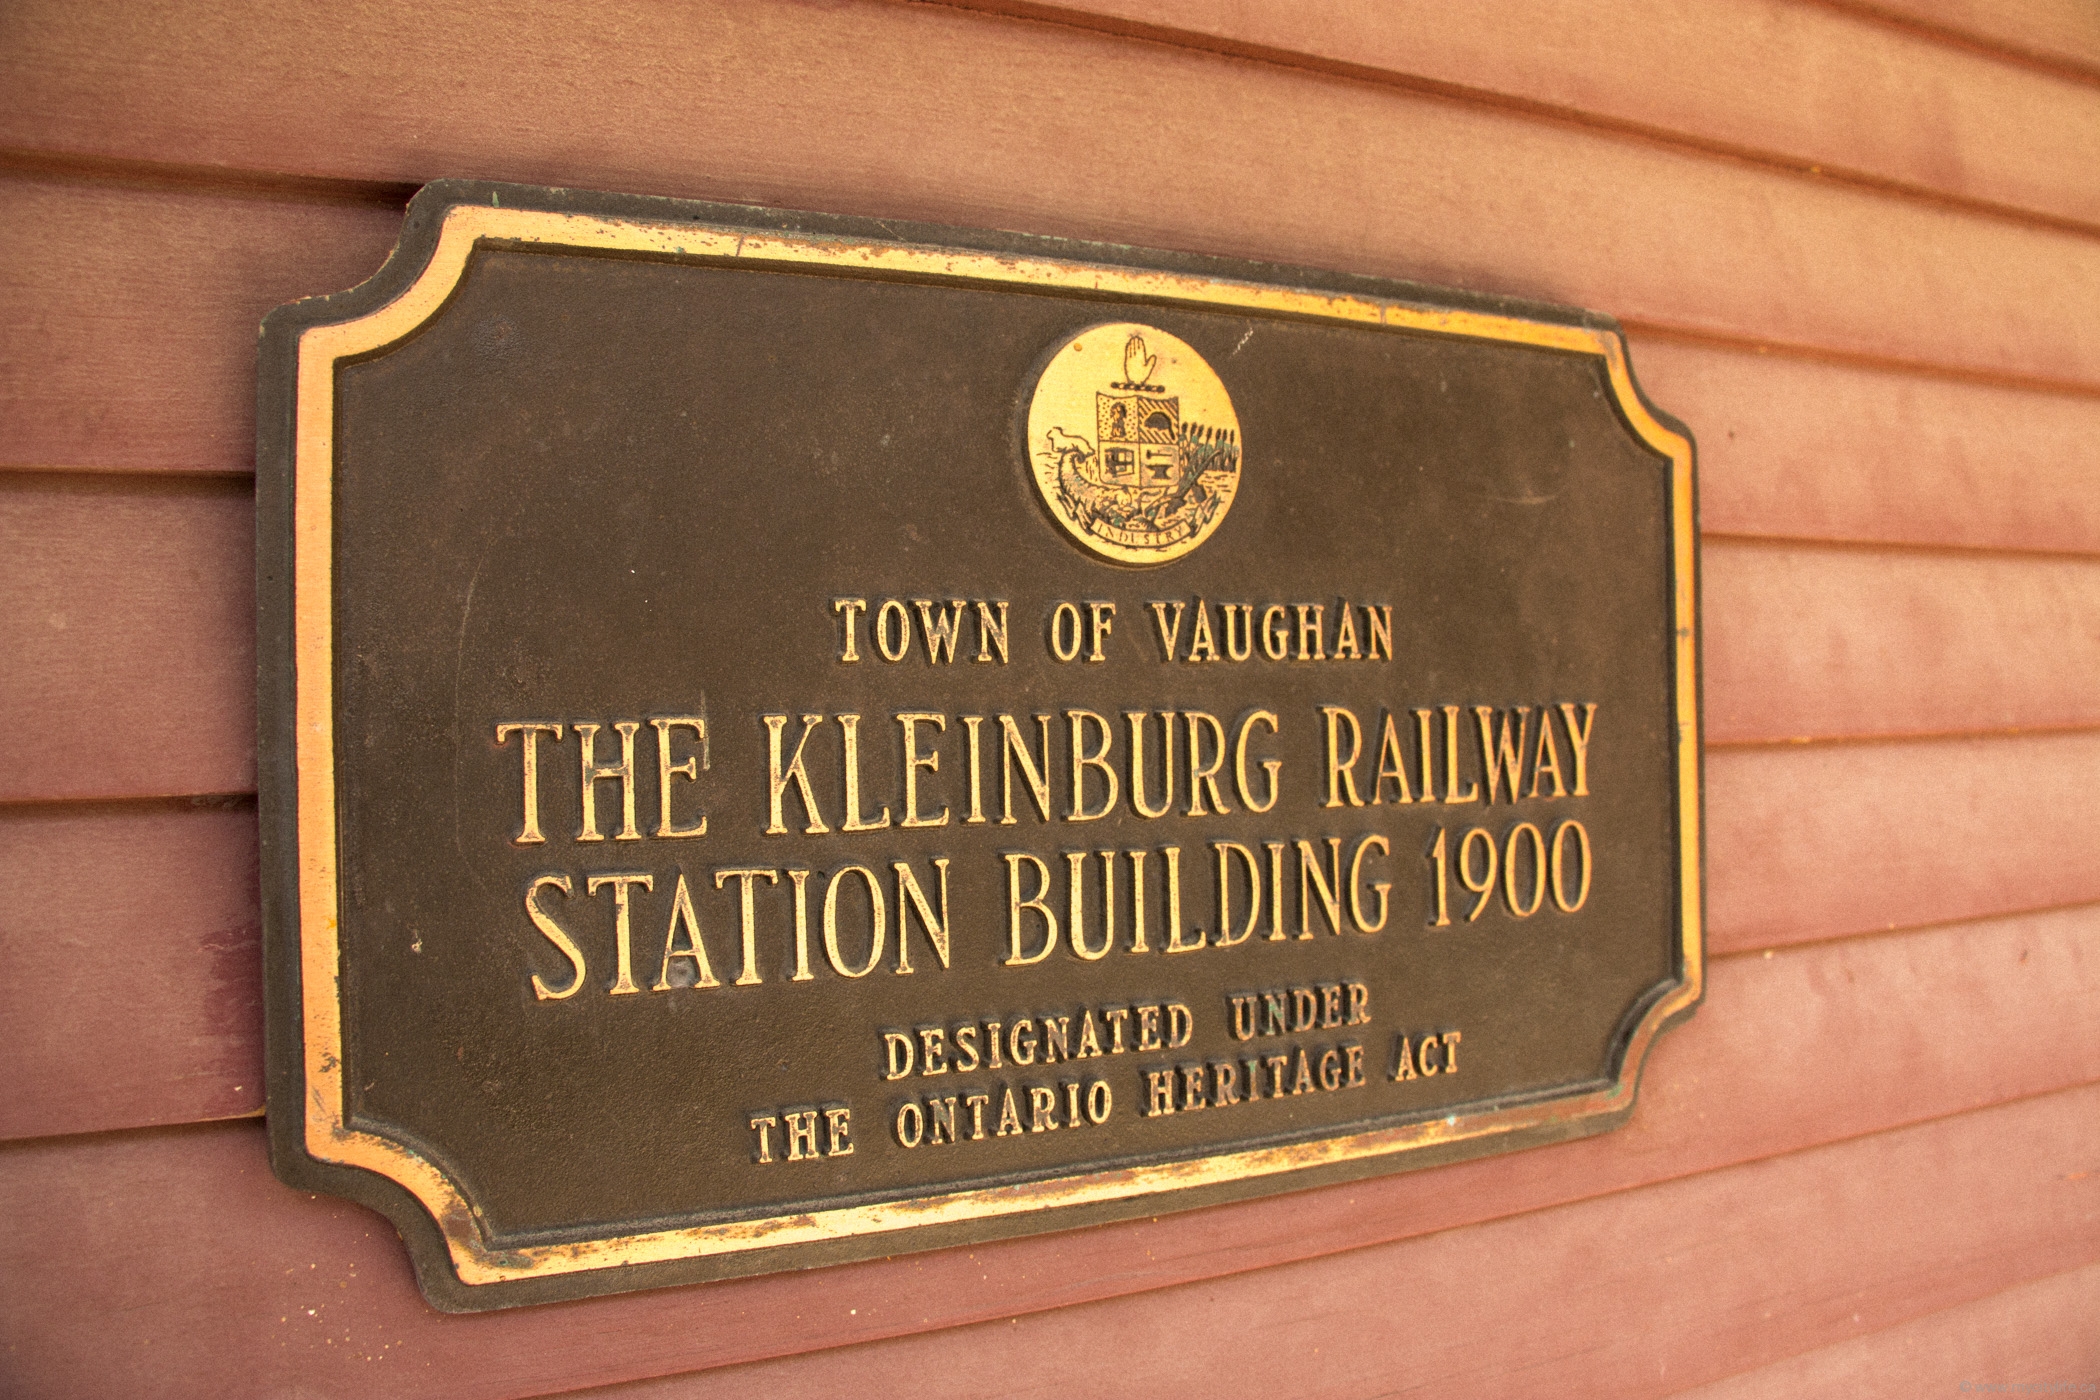 INDUSTRY
TOWN OF VAUGHAN
THE KLEINBURG RAILWAY
STATION BUILDING 1900
DESIGNATED UNDER
THE ONTARIO HERITAGE ACT